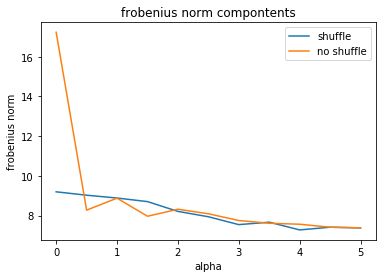 frobenius norm compontents
shuffle
no shuffle
16
14
12
10
8
frobenius norm
0
1
2
3
4
5
alpha